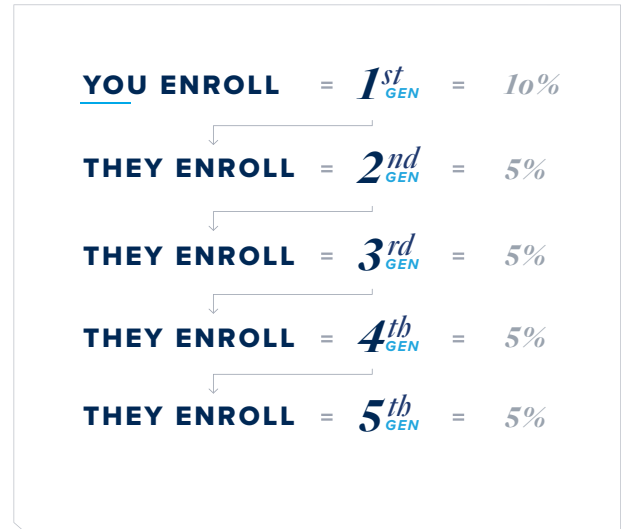 YOU ENROLL = 1st GEN = 10%
THEY ENROLL = 2nd GEN = 5%
THEY ENROLL = 3rd GEN = 5%
THEY ENROLL = 4th GEN = 5%
THEY ENROLL = 5th GEN = 5%